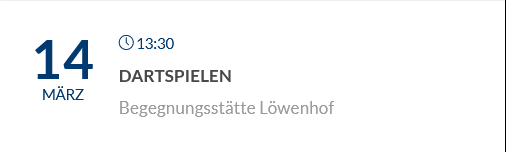 14
MÄRZ
13:30
DARTSPIELEN
Begegnungsstätte Löwenhof